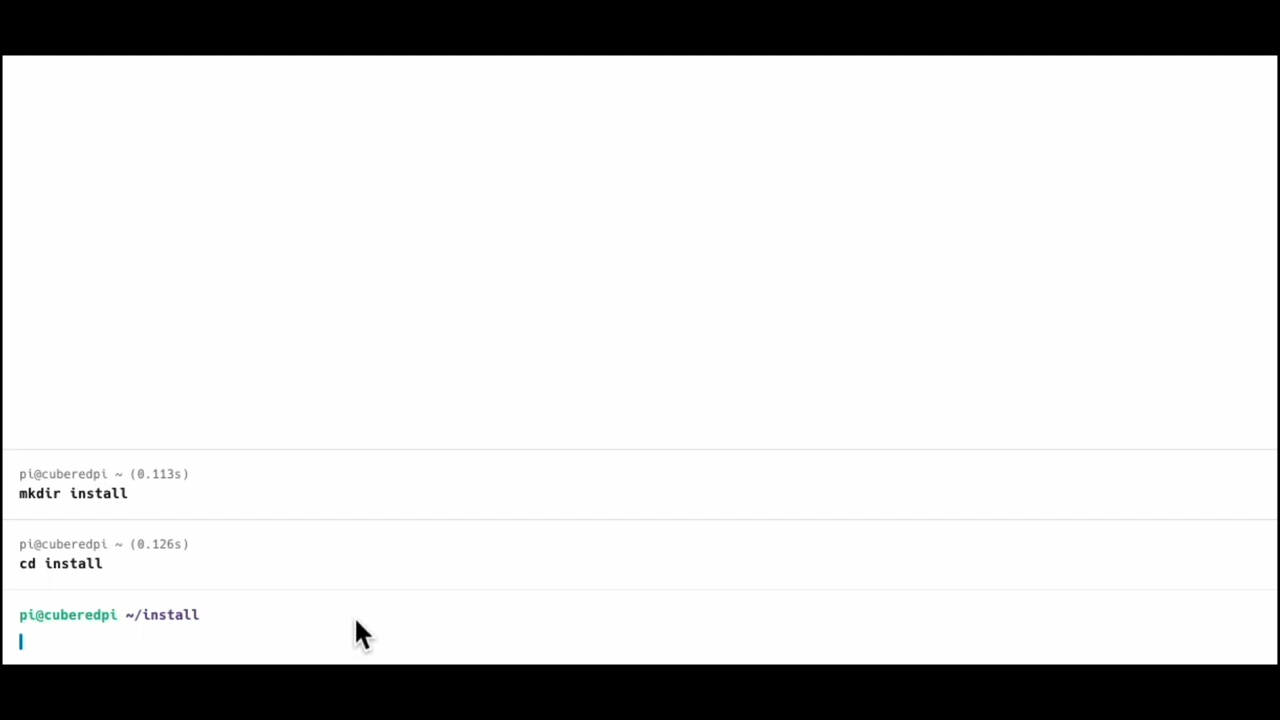 pi@cuberedpi ~ (0.113s)
mkdir install
pi@cuberedpi ~ (0.126s)
cd install
pi@cuberedpi ~/install